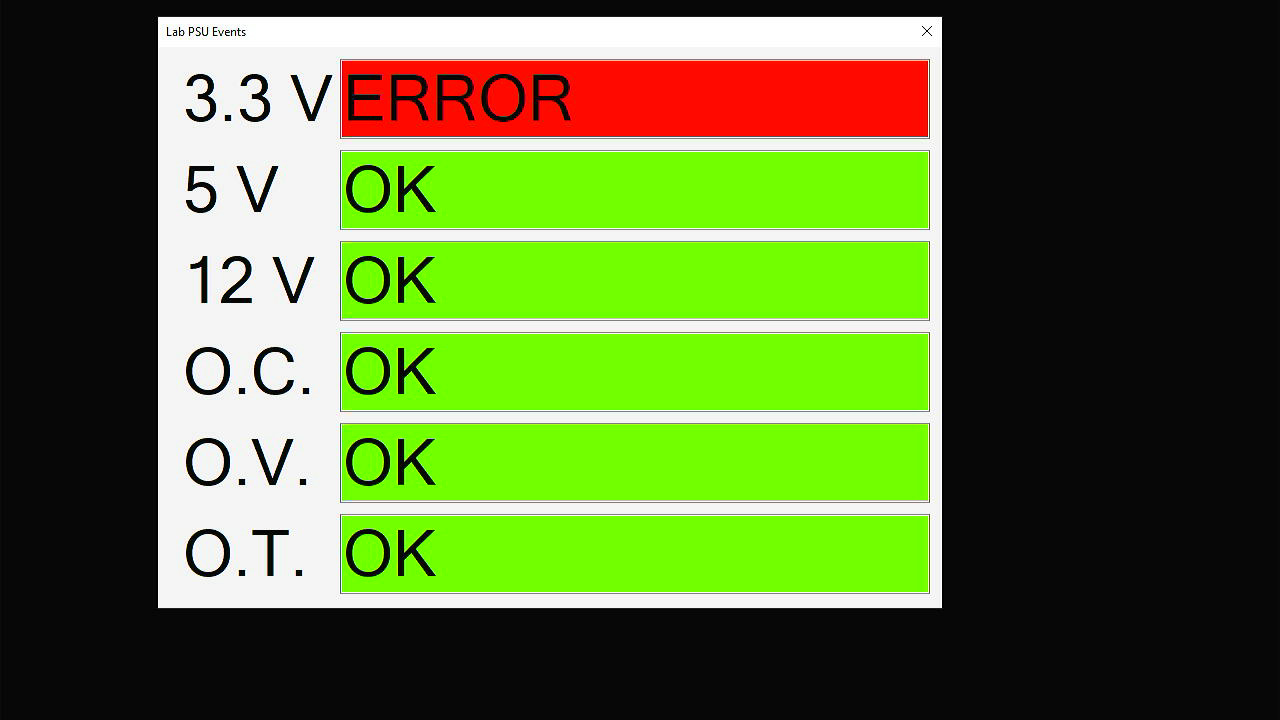 Lab PSU Events
3.3 V ERROR
5 V OK
12 V OK
O.C. OK
O.V. OK
O.T. OK